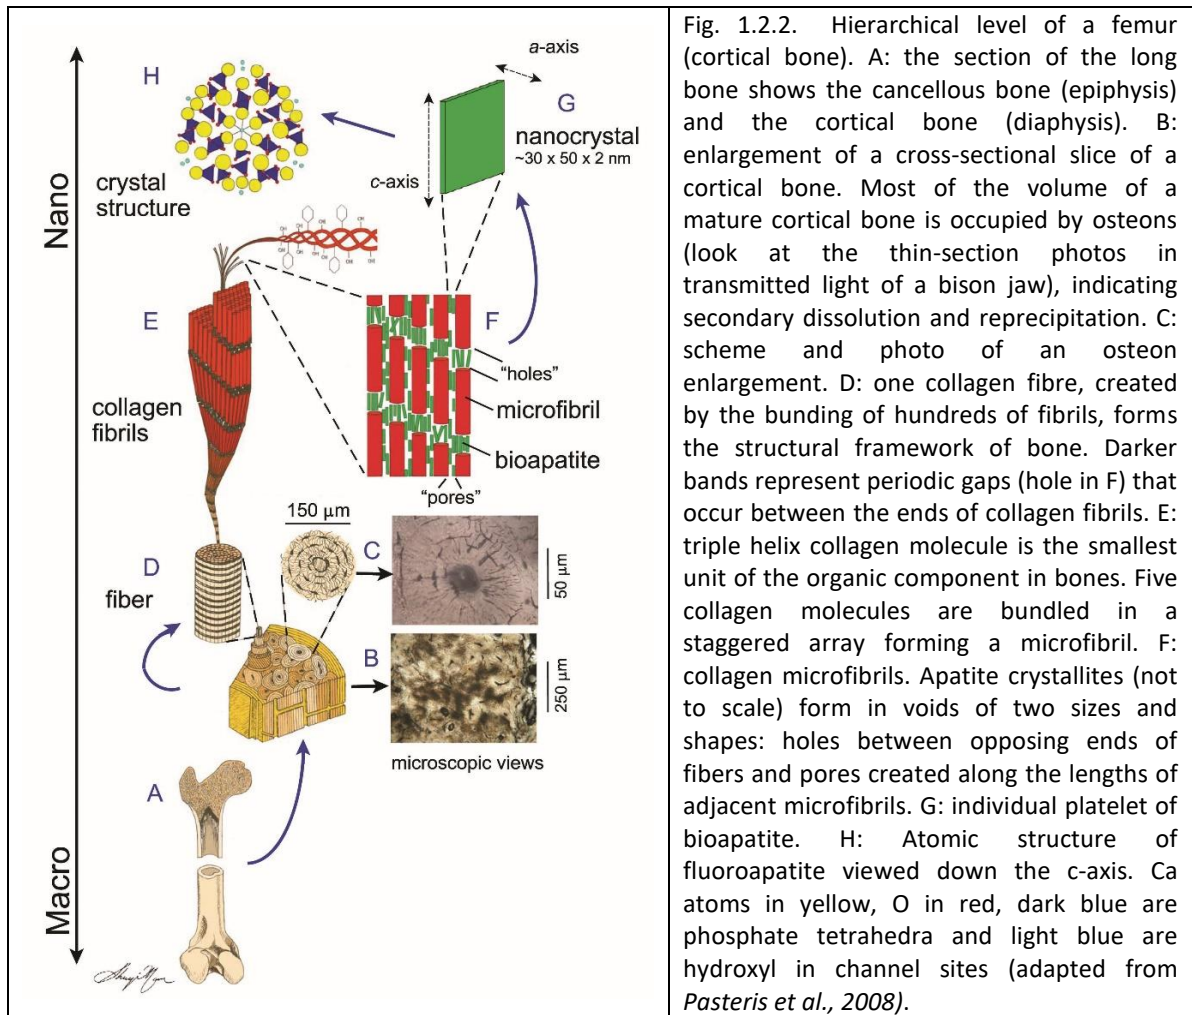 a-axis
H
G
nanocrystal
~30 x 50 x 2 nm
c-axis
crystal
structure
Nano
OH
OH
OH
OH
OH
OH
E
F
"holes"
microfibril
collagen
fibrils
bioapatite
"pores"
150 µm
C
D
fiber
50 µm
B
250 µm
microscopic views
A
Macro
Fig. 1.2.2. Hierarchical level of a femur
(cortical bone). A: the section of the long
bone shows the cancellous bone (epiphysis)
and the cortical bone (diaphysis). B:
enlargement of a cross-sectional slice of a
cortical bone. Most of the volume of a
mature cortical bone is occupied by osteons
(look at the thin-section photos in
transmitted light of a bison jaw), indicating
secondary dissolution and reprecipitation. C:
scheme and photo of an osteon
enlargement. D: one collagen fibre, created
by the bunding of hundreds of fibrils, forms
the structural framework of bone. Darker
bands represent periodic gaps (hole in F) that
occur between the ends of collagen fibrils. E:
triple helix collagen molecule is the smallest
unit of the organic component in bones. Five
collagen molecules are bundled in a
staggered array forming a microfibril. F:
collagen microfibrils. Apatite crystallites (not
to scale) form in voids of two sizes and
shapes: holes between opposing ends of
fibers and pores created along the lengths of
adjacent microfibrils. G: individual platelet of
bioapatite. H: Atomic structure of
fluoroapatite viewed down the c-axis. Ca
atoms in yellow, O in red, dark blue are
phosphate tetrahedra and light blue are
hydroxyl in channel sites (adapted from
Pasteris et al., 2008).